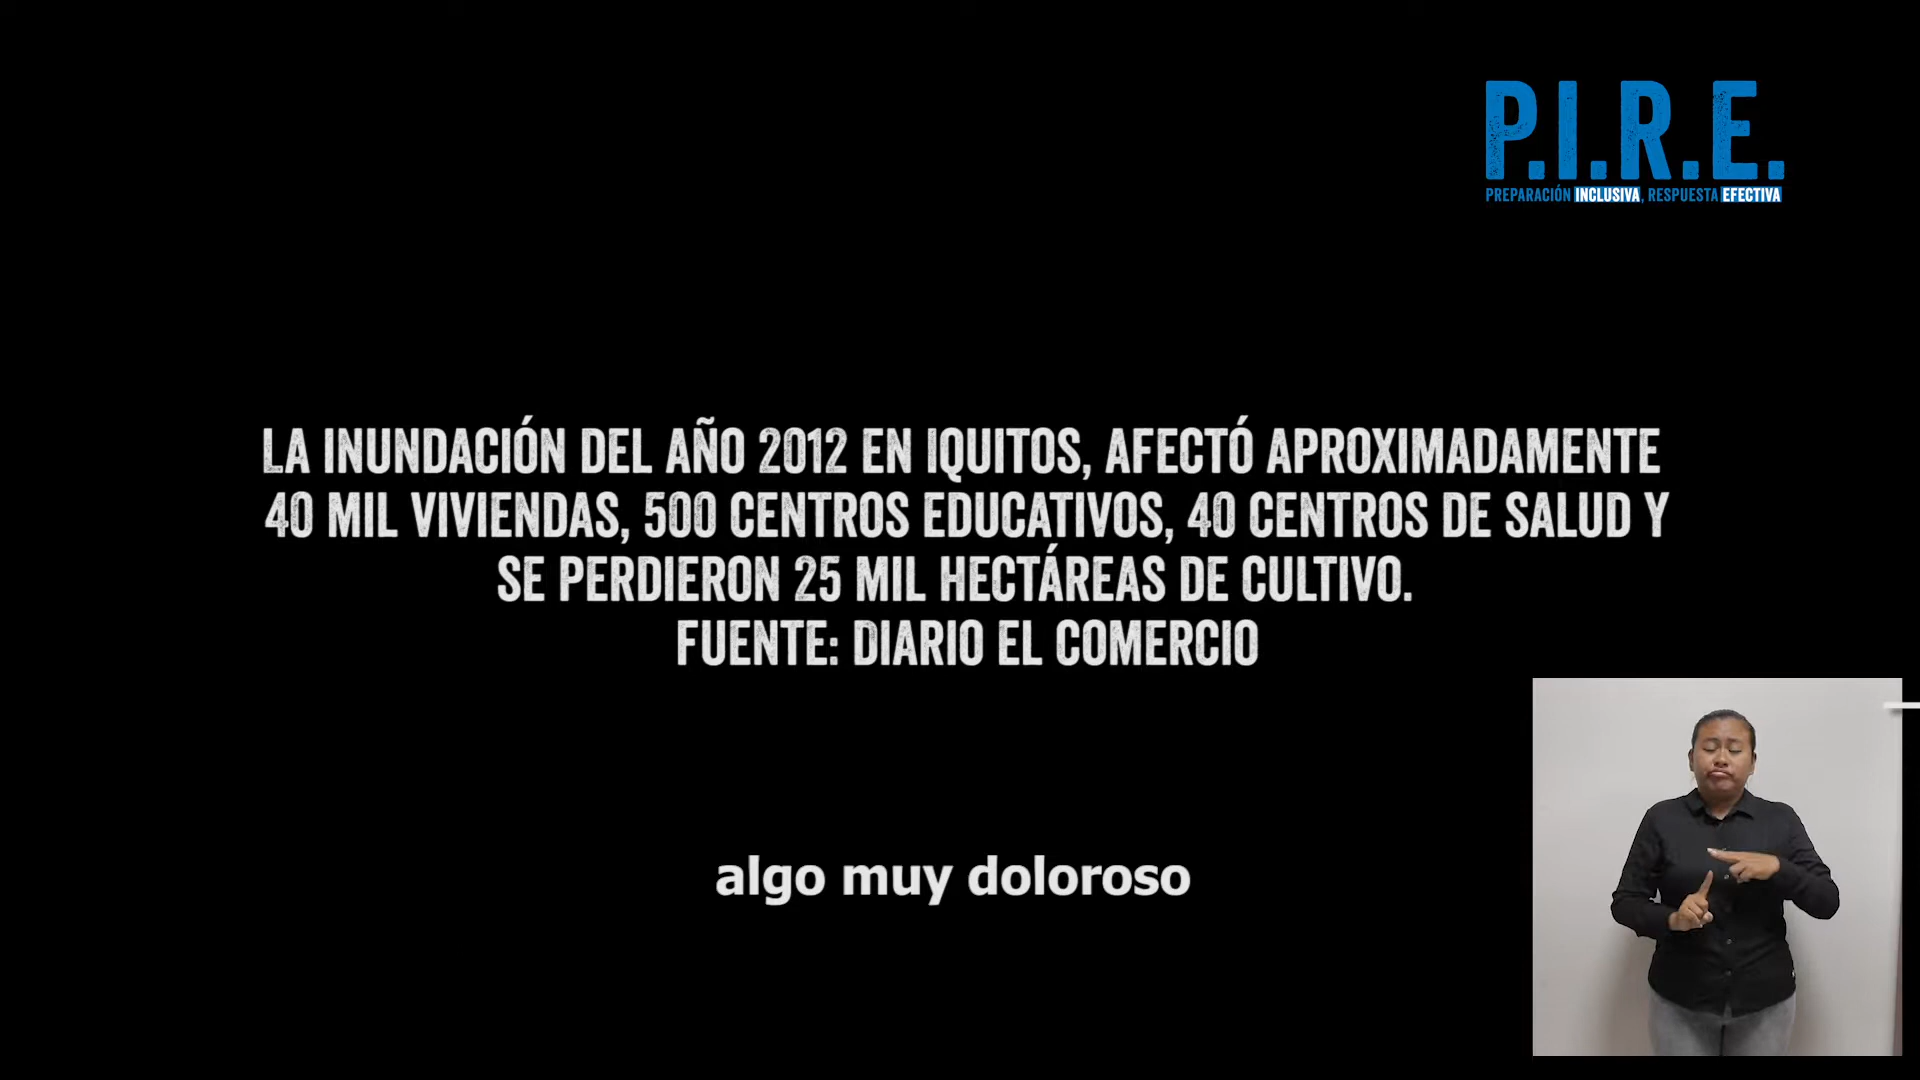 P.I.R.E.
PREPARACIÓN INCLUSIVA, RESPUESTA EFECTIVA
LA INUNDACIÓN DEL AÑO 2012 EN IQUITOS, AFECTÓ APROXIMADAMENTE
40 MIL VIVIENDAS, 500 CENTROS EDUCATIVOS, 40 CENTROS DE SALUD Y
SE PERDIERON 25 MIL HECTÁREAS DE CULTIVO.
FUENTE: DIARIO EL COMERCIO
algo muy doloroso